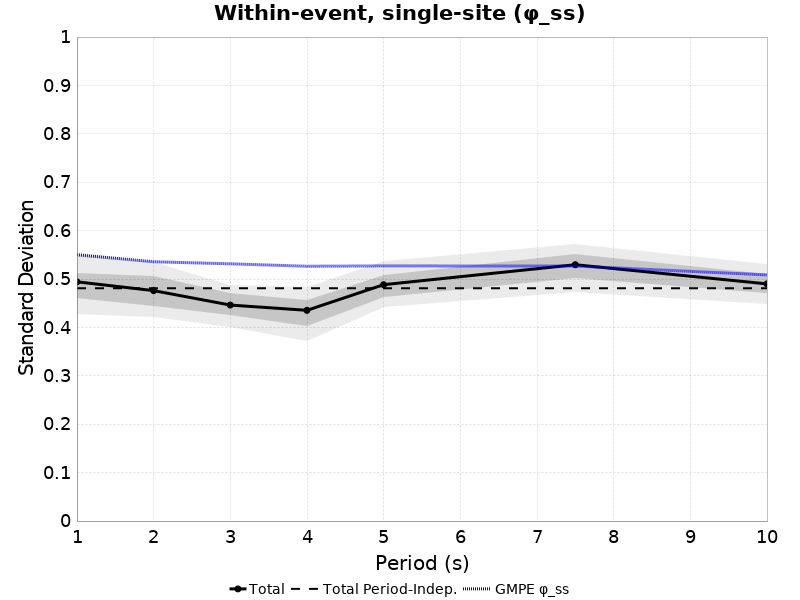 Within-event, single-site (φ_ss)
Standard Deviation
1
0.9
0.8
0.7
0.6
0.5
0.4
0.3
0.2
0.1
0
1 2 3 4 5 6 7 8 9 10
Period (s)
Total Total Period-Indep. GMPE φ_ss